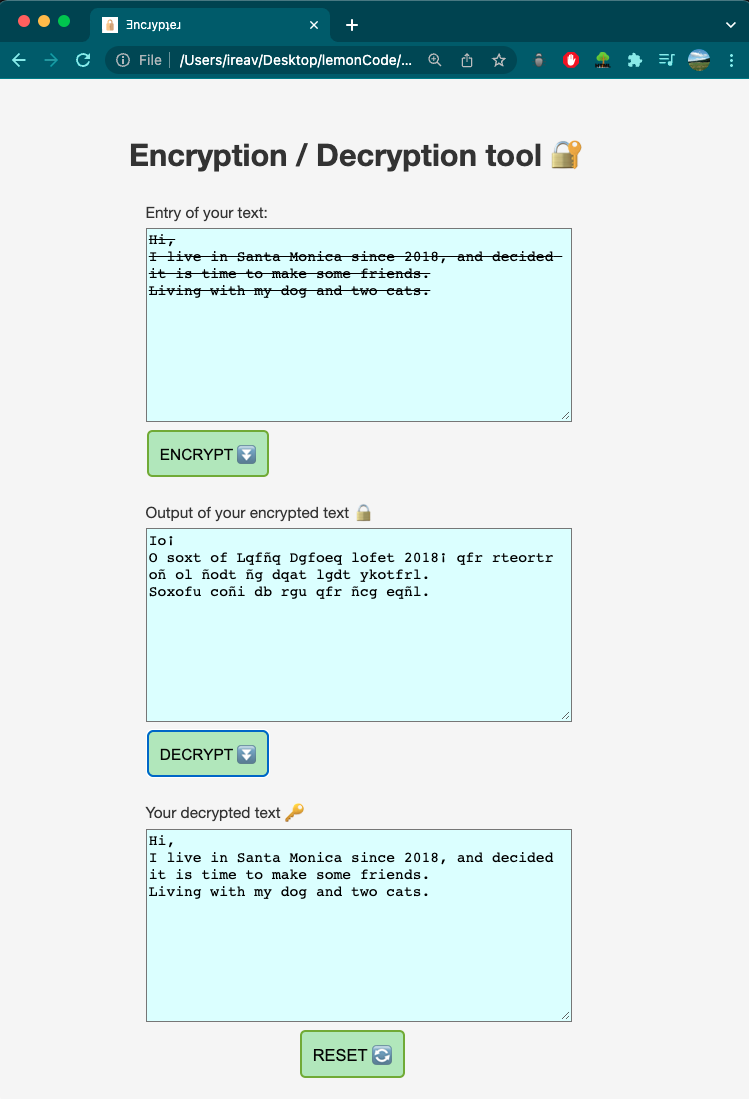 Ǝncɹypʇeɹ
File
/Users/ireav/Desktop/lemonCode/...
Encryption / Decryption tool 🔐
Entry of your text:
Hi,
I live in Santa Monica since 2018, and decided
it is time to make some friends.
Living with my dog and two cats.
ENCRYPT ⏬
Output of your encrypted text 🔒
Io¡
O soxt of Lqfñq Dgfoeq lofet 2018¡ qfr rteortr
oñ ol ñodt ñg dqat lgdt ykotfrl.
Soxofu coñi db rgu qfr ñcg eqñl.
DECRYPT ⏬
Your decrypted text 🔑
Hi,
I live in Santa Monica since 2018, and decided
it is time to make some friends.
Living with my dog and two cats.
RESET 🔄